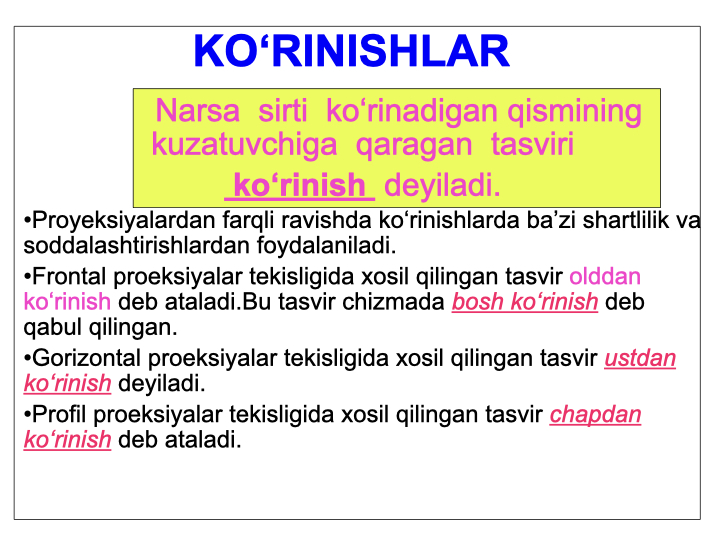 KO‘RINISHLAR
Narsa sirti ko‘rinadigan qismining
kuzatuvchiga qaragan tasviri
ko‘rinish deyiladi.
•Proyeksiyalardan farqli ravishda ko‘rinishlarda ba’zi shartlilik va
soddalashtirishlardan foydalaniladi.
•Frontal proeksiyalar tekisligida xosil qilingan tasvir olddan
ko‘rinish deb ataladi.Bu tasvir chizmada bosh ko‘rinish deb
qabul qilingan.
•Gorizontal proeksiyalar tekisligida xosil qilingan tasvir ustdan
ko‘rinish deyiladi.
•Profil proeksiyalar tekisligida xosil qilingan tasvir chapdan
ko‘rinish deb ataladi.